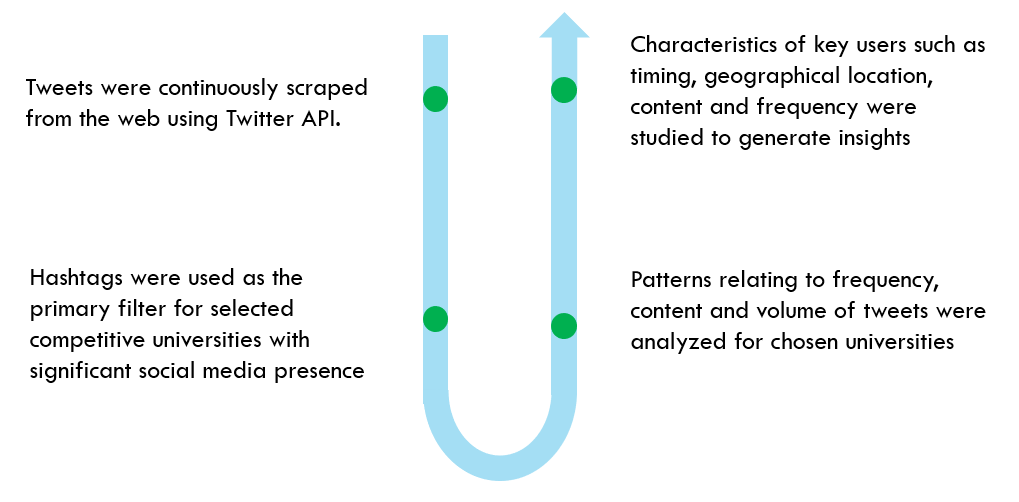 Tweets were continuously scraped
from the web using Twitter API.
Hashtags were used as the
primary filter for selected
competitive universities with
significant social media presence
Patterns relating to frequency,
content and volume of tweets were
analyzed for chosen universities
Characteristics of key users such as
timing, geographical location,
content and frequency were
studied to generate insights